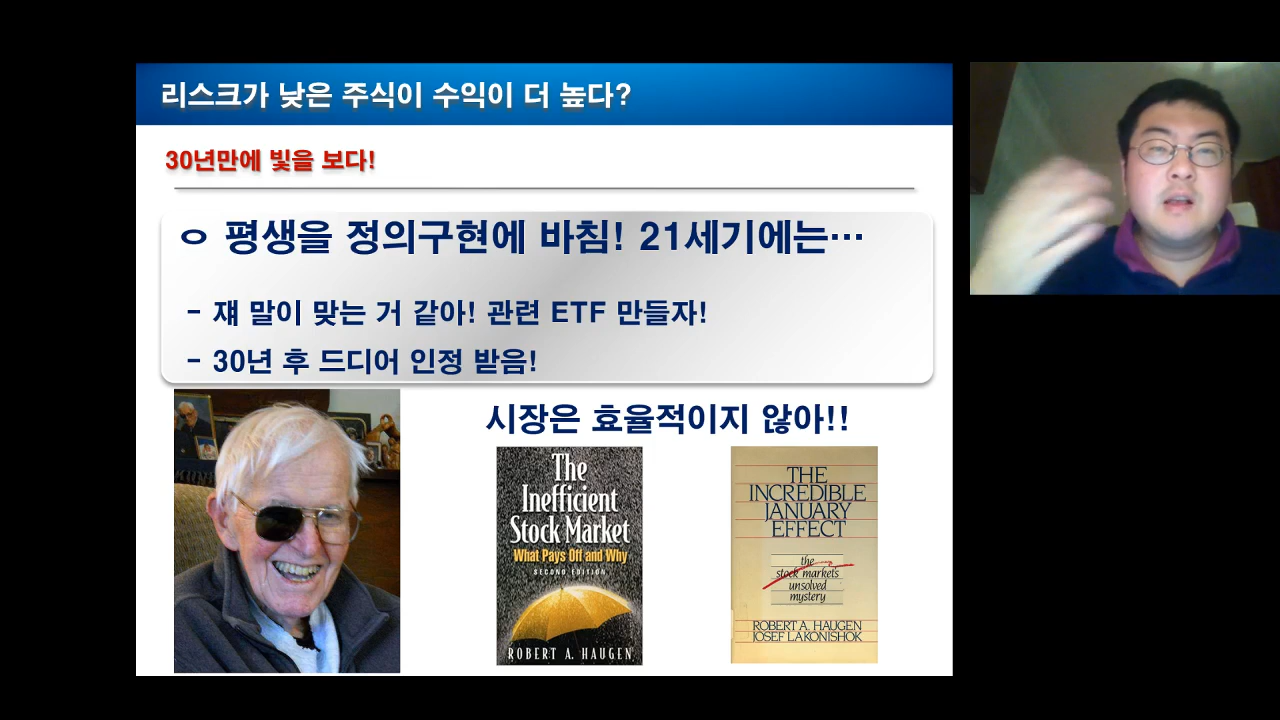 리스크가 낮은 주식이 수익이 더 높다?
30년만에 빛을 보다!
ㅇ 평생을 정의구현에 바침! 21세기에는…
- 쟤 말이 맞는 거 같아! 관련 ETF 만들자!
- 30년 후 드디어 인정 받음!
시장은 효율적이지 않아!!
The
Inefficient
Stock Market
What Pays Off and Why
SECOND EDITION
ROBERT A. HAUGEN
THE
INCREDIBLE
JANUARY
EFFECT
the
stock markets
unsolved
mystery
ROBERT A. HAUGEN
JOSEF LAKONISHOK